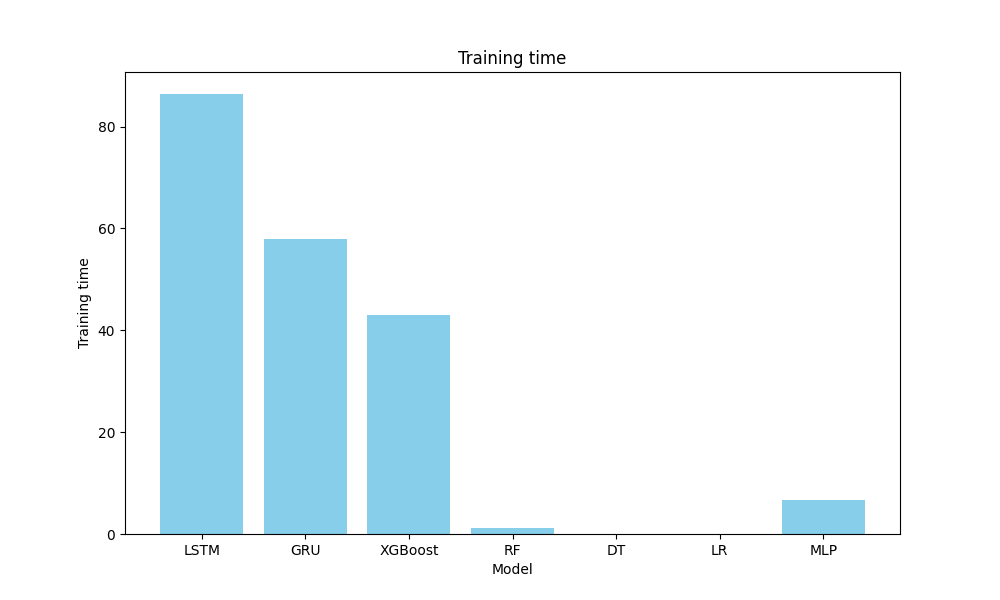 Training time
80
60
40
20
0
Training time
LSTM GRU XGBoost RF DT LR MLP
Model